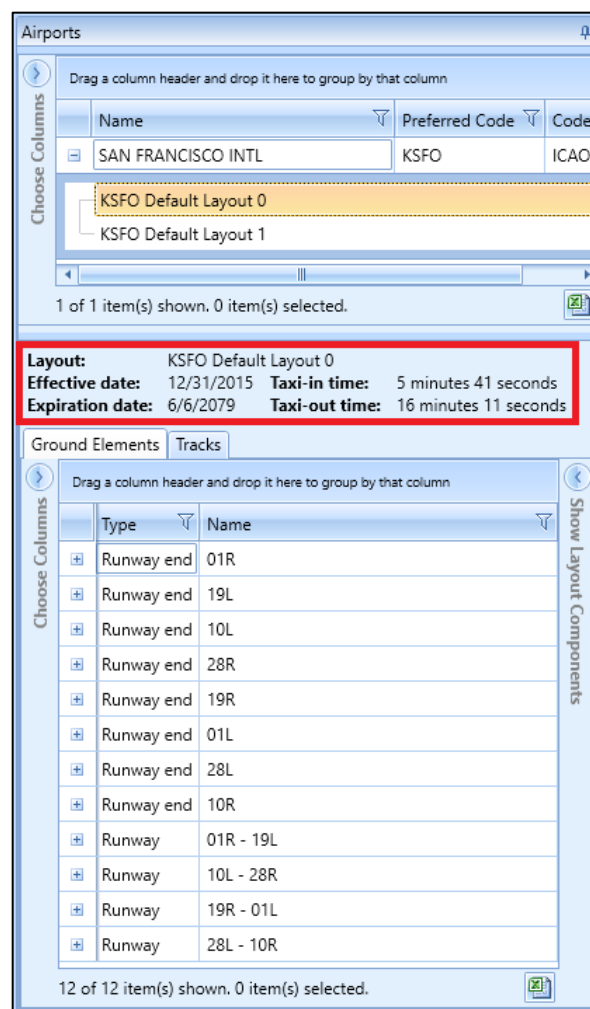 Airports
Choose Columns
Drag a column header and drop it here to group by that column
Name Preferred Code Code
SAN FRANCISCO INTL KSFO ICAO
KSFO Default Layout 0
KSFO Default Layout 1
1 of 1 item(s) shown. 0 item(s) selected.
Layout: KSFO Default Layout 0
Effective date: 12/31/2015 Taxi-in time: 5 minutes 41 seconds
Expiration date: 6/6/2079 Taxi-out time: 16 minutes 11 seconds
Ground Elements Tracks
Choose Columns
Drag a column header and drop it here to group by that column
Show Layout Components
Type Name
Runway end 01R
Runway end 19L
Runway end 10L
Runway end 28R
Runway end 19R
Runway end 01L
Runway end 28L
Runway end 10R
Runway 01R - 19L
Runway 10L - 28R
Runway 19R - 01L
Runway 28L - 10R
12 of 12 item(s) shown. 0 item(s) selected.